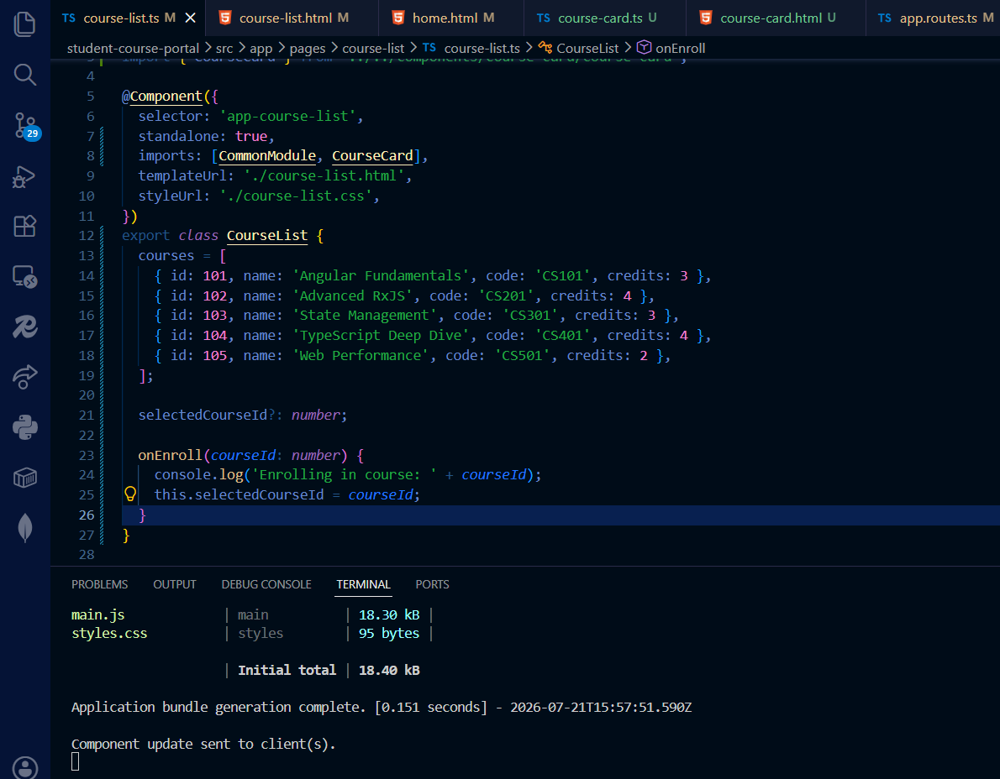 TS course-list.ts M course-list.html M home.html M TS course-card.ts U course-card.html U TS app.routes.ts M
student-course-portal > src > app > pages > course-list > TS course-list.ts > CourseList > onEnroll
3 import { CourseCard } from '../../components/course-card/course-card';
4
5 @Component({
6 selector: 'app-course-list',
7 standalone: true,
8 imports: [CommonModule, CourseCard],
9 templateUrl: './course-list.html',
10 styleUrl: './course-list.css',
11 })
12 export class CourseList {
13 courses = [
14 { id: 101, name: 'Angular Fundamentals', code: 'CS101', credits: 3 },
15 { id: 102, name: 'Advanced RxJS', code: 'CS201', credits: 4 },
16 { id: 103, name: 'State Management', code: 'CS301', credits: 3 },
17 { id: 104, name: 'TypeScript Deep Dive', code: 'CS401', credits: 4 },
18 { id: 105, name: 'Web Performance', code: 'CS501', credits: 2 },
19 ];
20
21 selectedCourseId?: number;
22
23 onEnroll(courseId: number) {
24 console.log('Enrolling in course: ' + courseId);
25 this.selectedCourseId = courseId;
26 }
27 }
28
29
PROBLEMS OUTPUT DEBUG CONSOLE TERMINAL PORTS
main.js | main | 18.30 kB |
styles.css | styles | 95 bytes |
| Initial total | 18.40 kB
Application bundle generation complete. [0.151 seconds] - 2026-07-21T15:57:51.590Z
Component update sent to client(s).